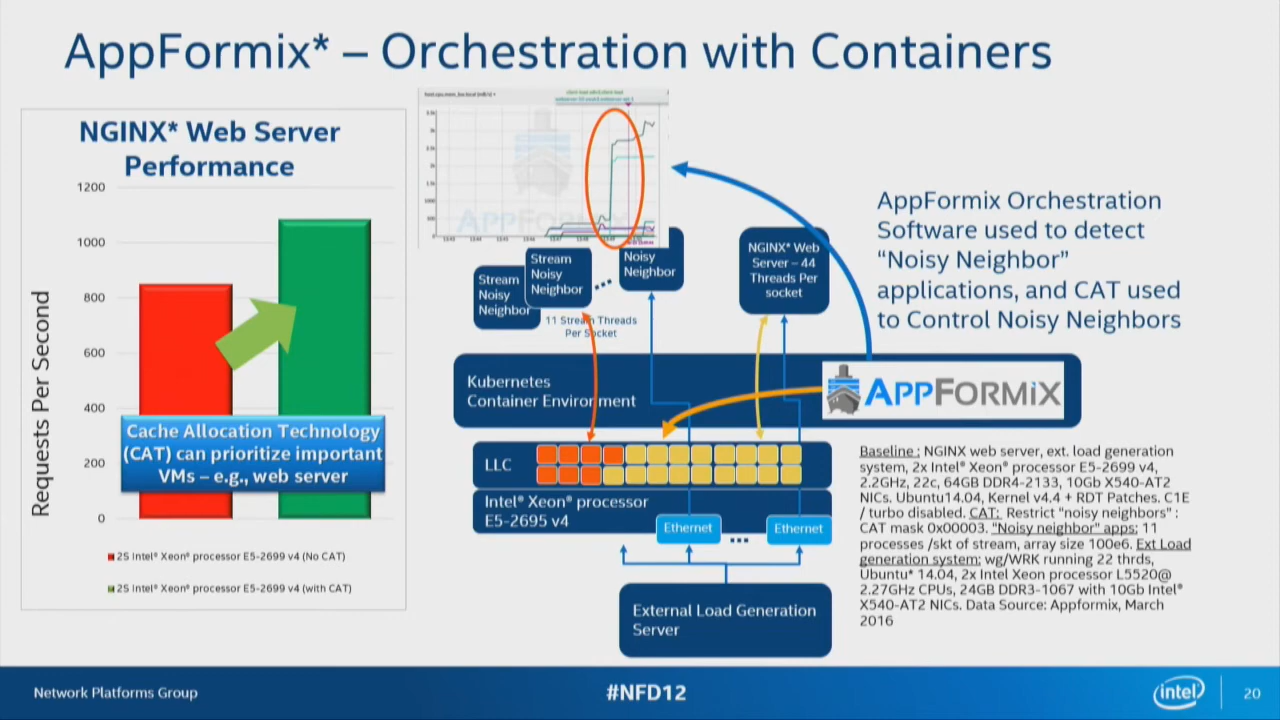 AppFormix* – Orchestration with Containers
NGINX* Web Server
Performance
1200
1000
800
600
400
200
0
Requests Per Second
Cache Allocation Technology
(CAT) can prioritize important
VMs – e.g., web server
2S Intel® Xeon® processor E5-2699 v4 (No CAT)
2S Intel® Xeon® processor E5-2699 v4 (with CAT)
APPFORMIX
Stream
Noisy
Neighbor
Stream
Noisy
Neighbor
Noisy
Neighbor
11 Stream Threads
Per Socket
NGINX* Web
Server – 44
Threads Per
socket
AppFormix Orchestration
Software used to detect
“Noisy Neighbor”
applications, and CAT used
to Control Noisy Neighbors
Kubernetes
Container Environment
APPFORMIX
LLC
Intel® Xeon® processor
E5-2695 v4
Ethernet
Ethernet
External Load Generation
Server
Baseline : NGINX web server, ext. load generation
system, 2x Intel® Xeon® processor E5-2699 v4,
2.2GHz, 22c, 64GB DDR4-2133, 10Gb X540-AT2
NICs. Ubuntu14.04, Kernel v4.4 + RDT Patches. C1E
/ turbo disabled. CAT: Restrict “noisy neighbors” :
CAT mask 0x00003. “Noisy neighbor” apps: 11
processes /skt of stream, array size 100e6. Ext Load
generation system: wg/WRK running 22 thrds,
Ubuntu* 14.04, 2x Intel Xeon processor L5520@
2.27GHz CPUs, 24GB DDR3-1067 with 10Gb Intel®
X540-AT2 NICs. Data Source: Appformix, March
2016
Network Platforms Group
#NFD12
intel
20